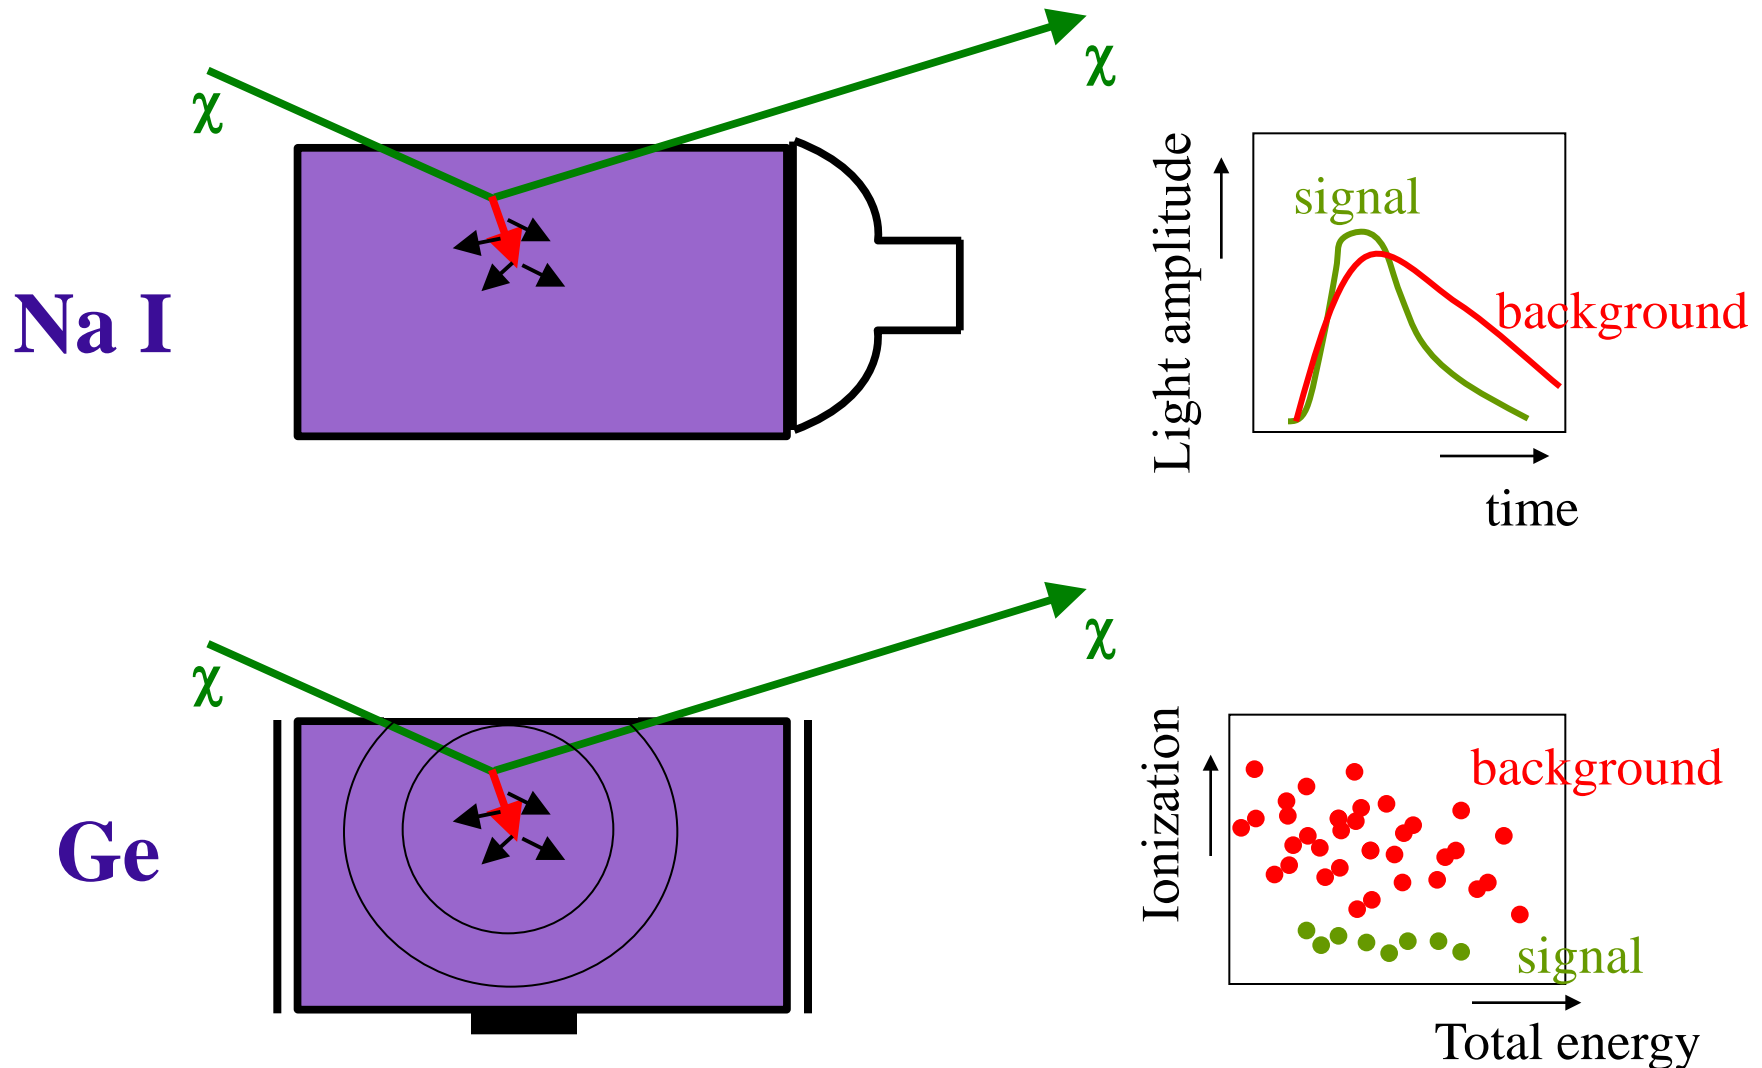 χ
χ
Na I
Light amplitude
signal
background
time
χ
χ
Ge
Ionization
background
signal
Total energy